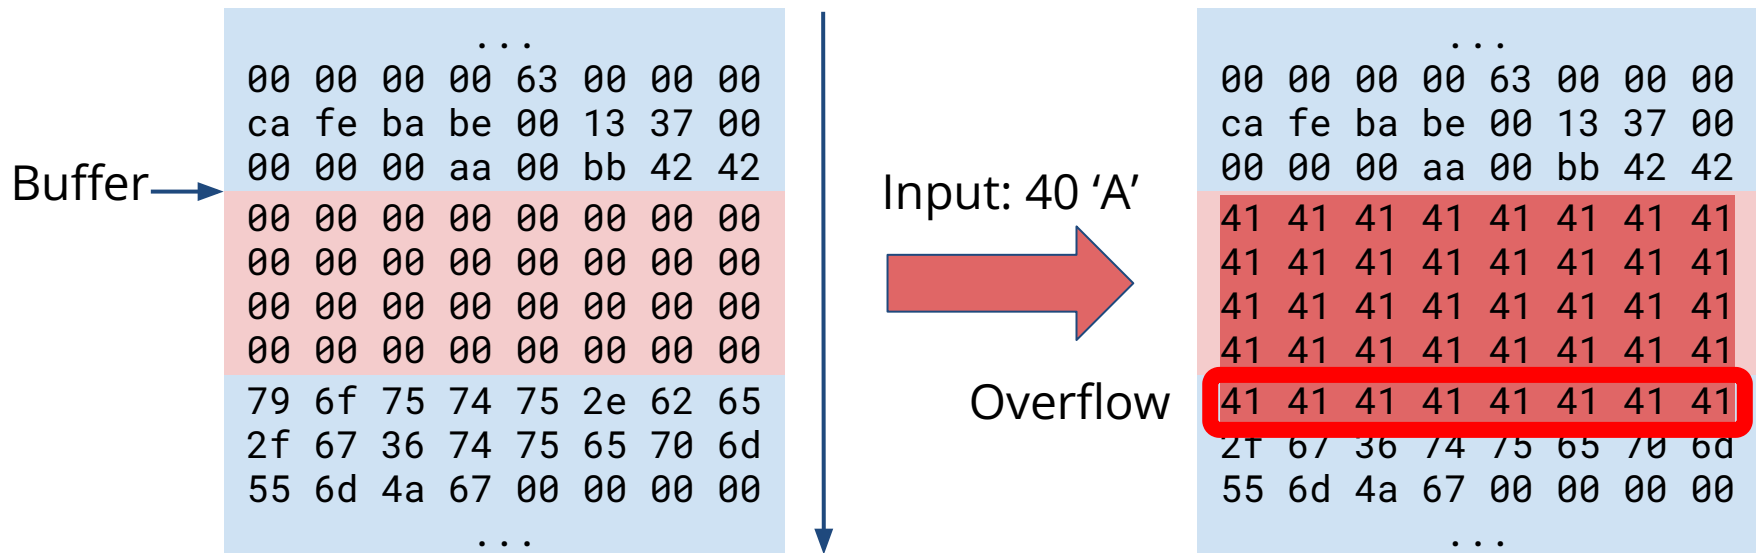 ...
00 00 00 00 63 00 00 00
ca fe ba be 00 13 37 00
00 00 00 aa 00 bb 42 42
Buffer
00 00 00 00 00 00 00 00
00 00 00 00 00 00 00 00
00 00 00 00 00 00 00 00
00 00 00 00 00 00 00 00
79 6f 75 74 75 2e 62 65
2f 67 36 74 75 65 70 6d
55 6d 4a 67 00 00 00 00
...
Input: 40 ‘A’
Overflow
...
00 00 00 00 63 00 00 00
ca fe ba be 00 13 37 00
00 00 00 aa 00 bb 42 42
41 41 41 41 41 41 41 41
41 41 41 41 41 41 41 41
41 41 41 41 41 41 41 41
41 41 41 41 41 41 41 41
41 41 41 41 41 41 41 41
2f 67 36 74 75 65 70 6d
55 6d 4a 67 00 00 00 00
...